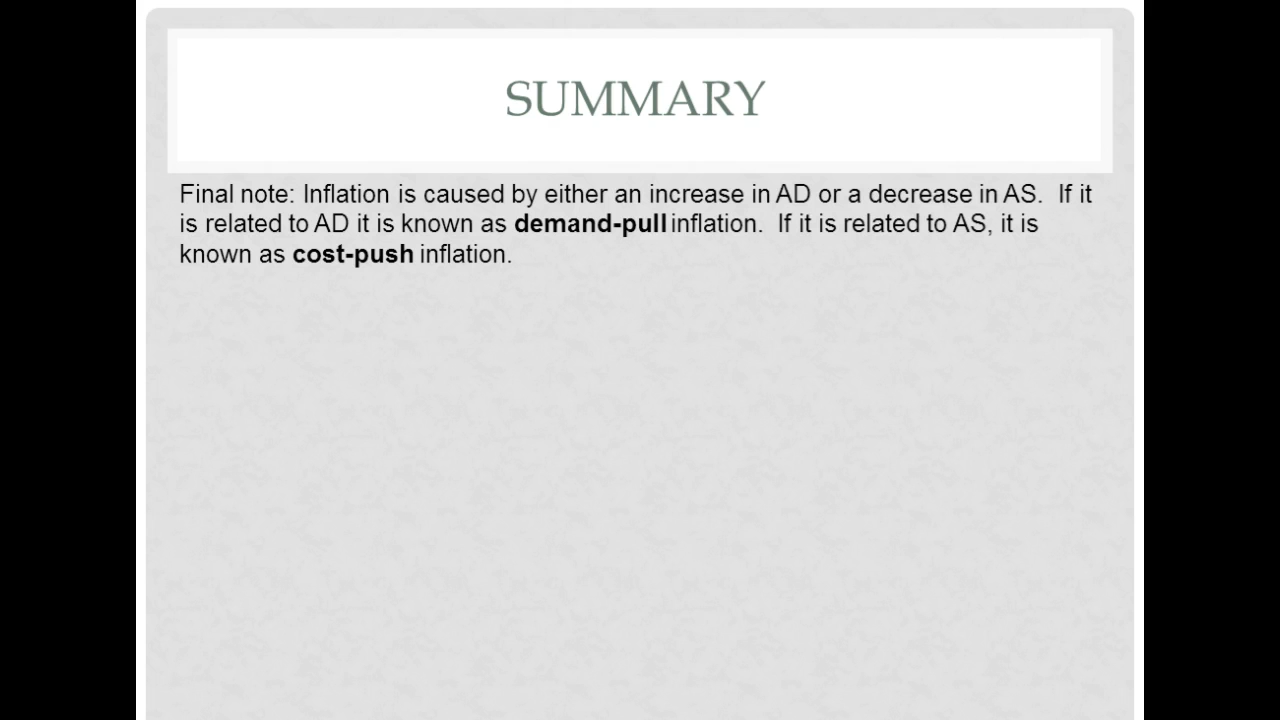 SUMMARY
Final note: Inflation is caused by either an increase in AD or a decrease in AS.  If it
is related to AD it is known as demand-pull inflation.  If it is related to AS, it is
known as cost-push inflation.